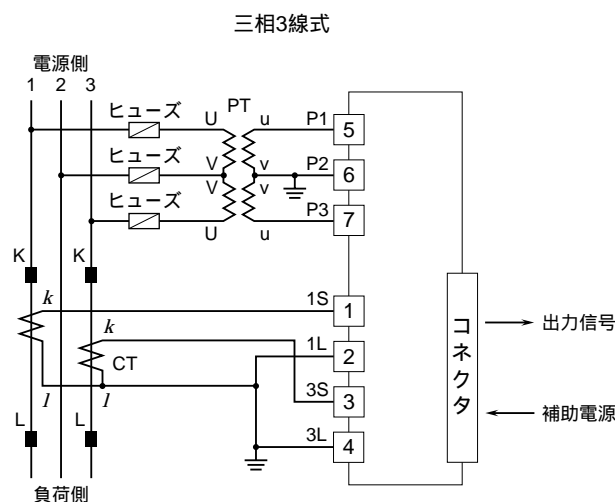 三相3線式
電源側
1 2 3
ヒューズ
PT
U
u
P1
5
ヒューズ
V
v
P2
6
V
v
ヒューズ
U
u
P3
7
K
K
k
1S
1
k
1L
2
CT
l
l
3S
3
L
L
3L
4
負荷側
コネクタ
出力信号
補助電源